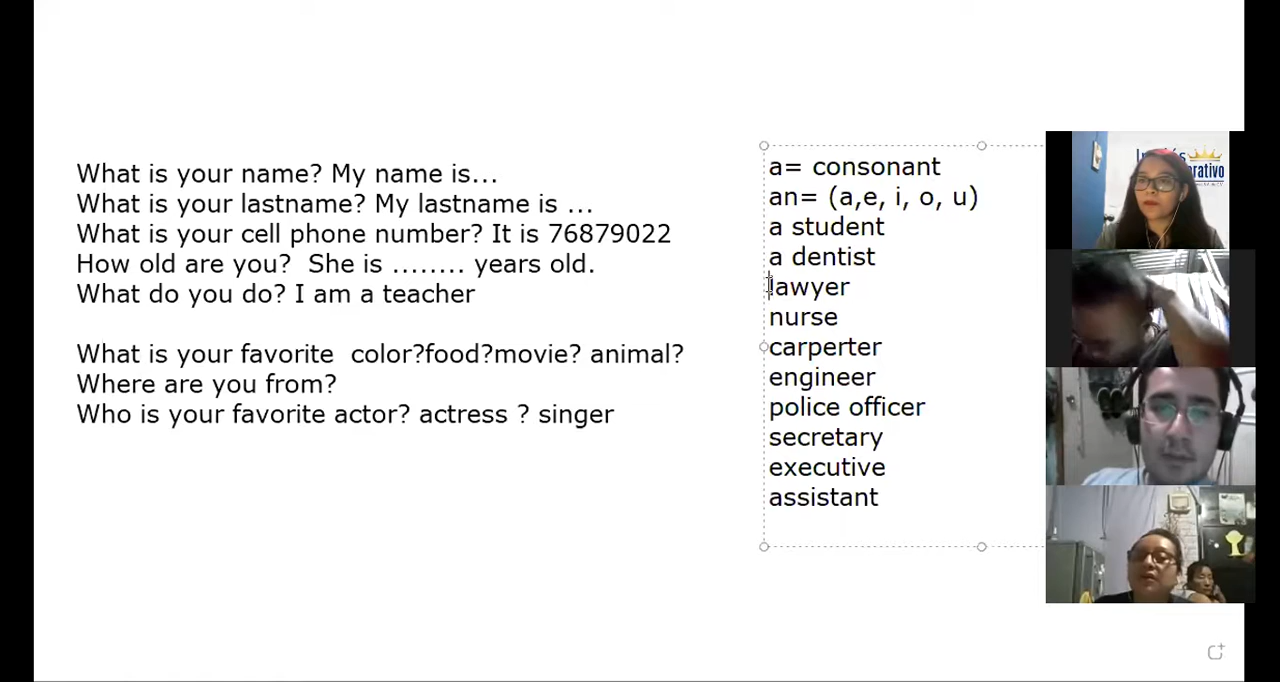 What is your name? My name is...
What is your lastname? My lastname is ...
What is your cell phone number? It is 76879022
How old are you?  She is ........ years old.
What do you do? I am a teacher
What is your favorite  color?food?movie? animal?
Where are you from?
Who is your favorite actor? actress ? singer
a= consonant
an= (a,e, i, o, u)
a student
a dentist
lawyer
nurse
carperter
engineer
police officer
secretary
executive
assistant